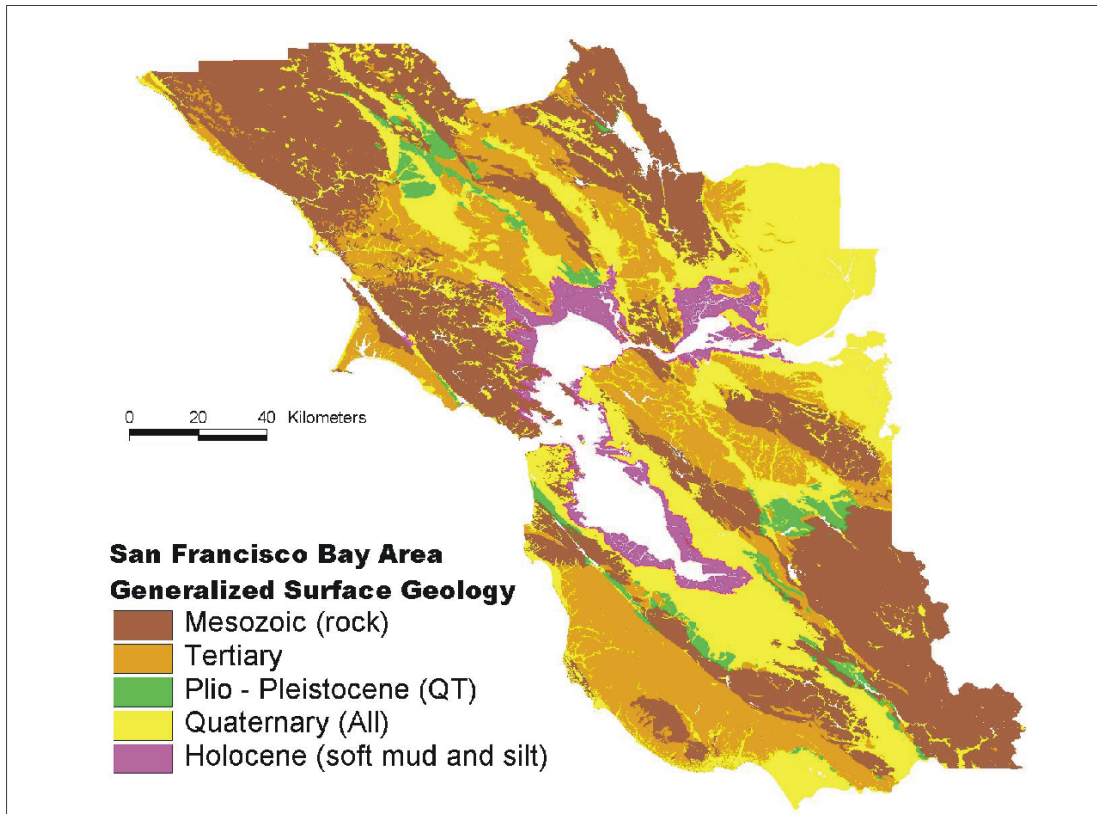 0 20 40 Kilometers
San Francisco Bay Area
Generalized Surface Geology
Mesozoic (rock)
Tertiary
Plio - Pleistocene (QT)
Quaternary (All)
Holocene (soft mud and silt)